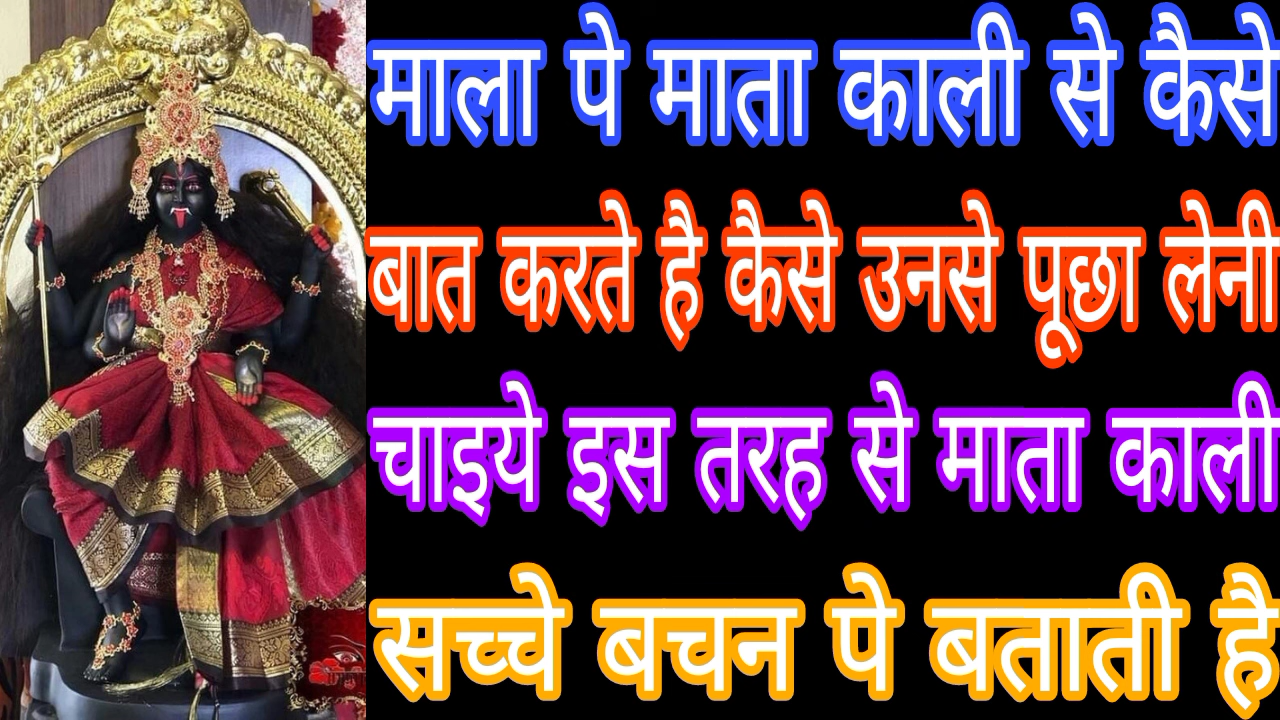 माला पे माता काली से कैसे
बात करते है कैसे उनसे पूछा लेनी
चाइये इस तरह से माता काली
सच्चे बचन पे बताती है